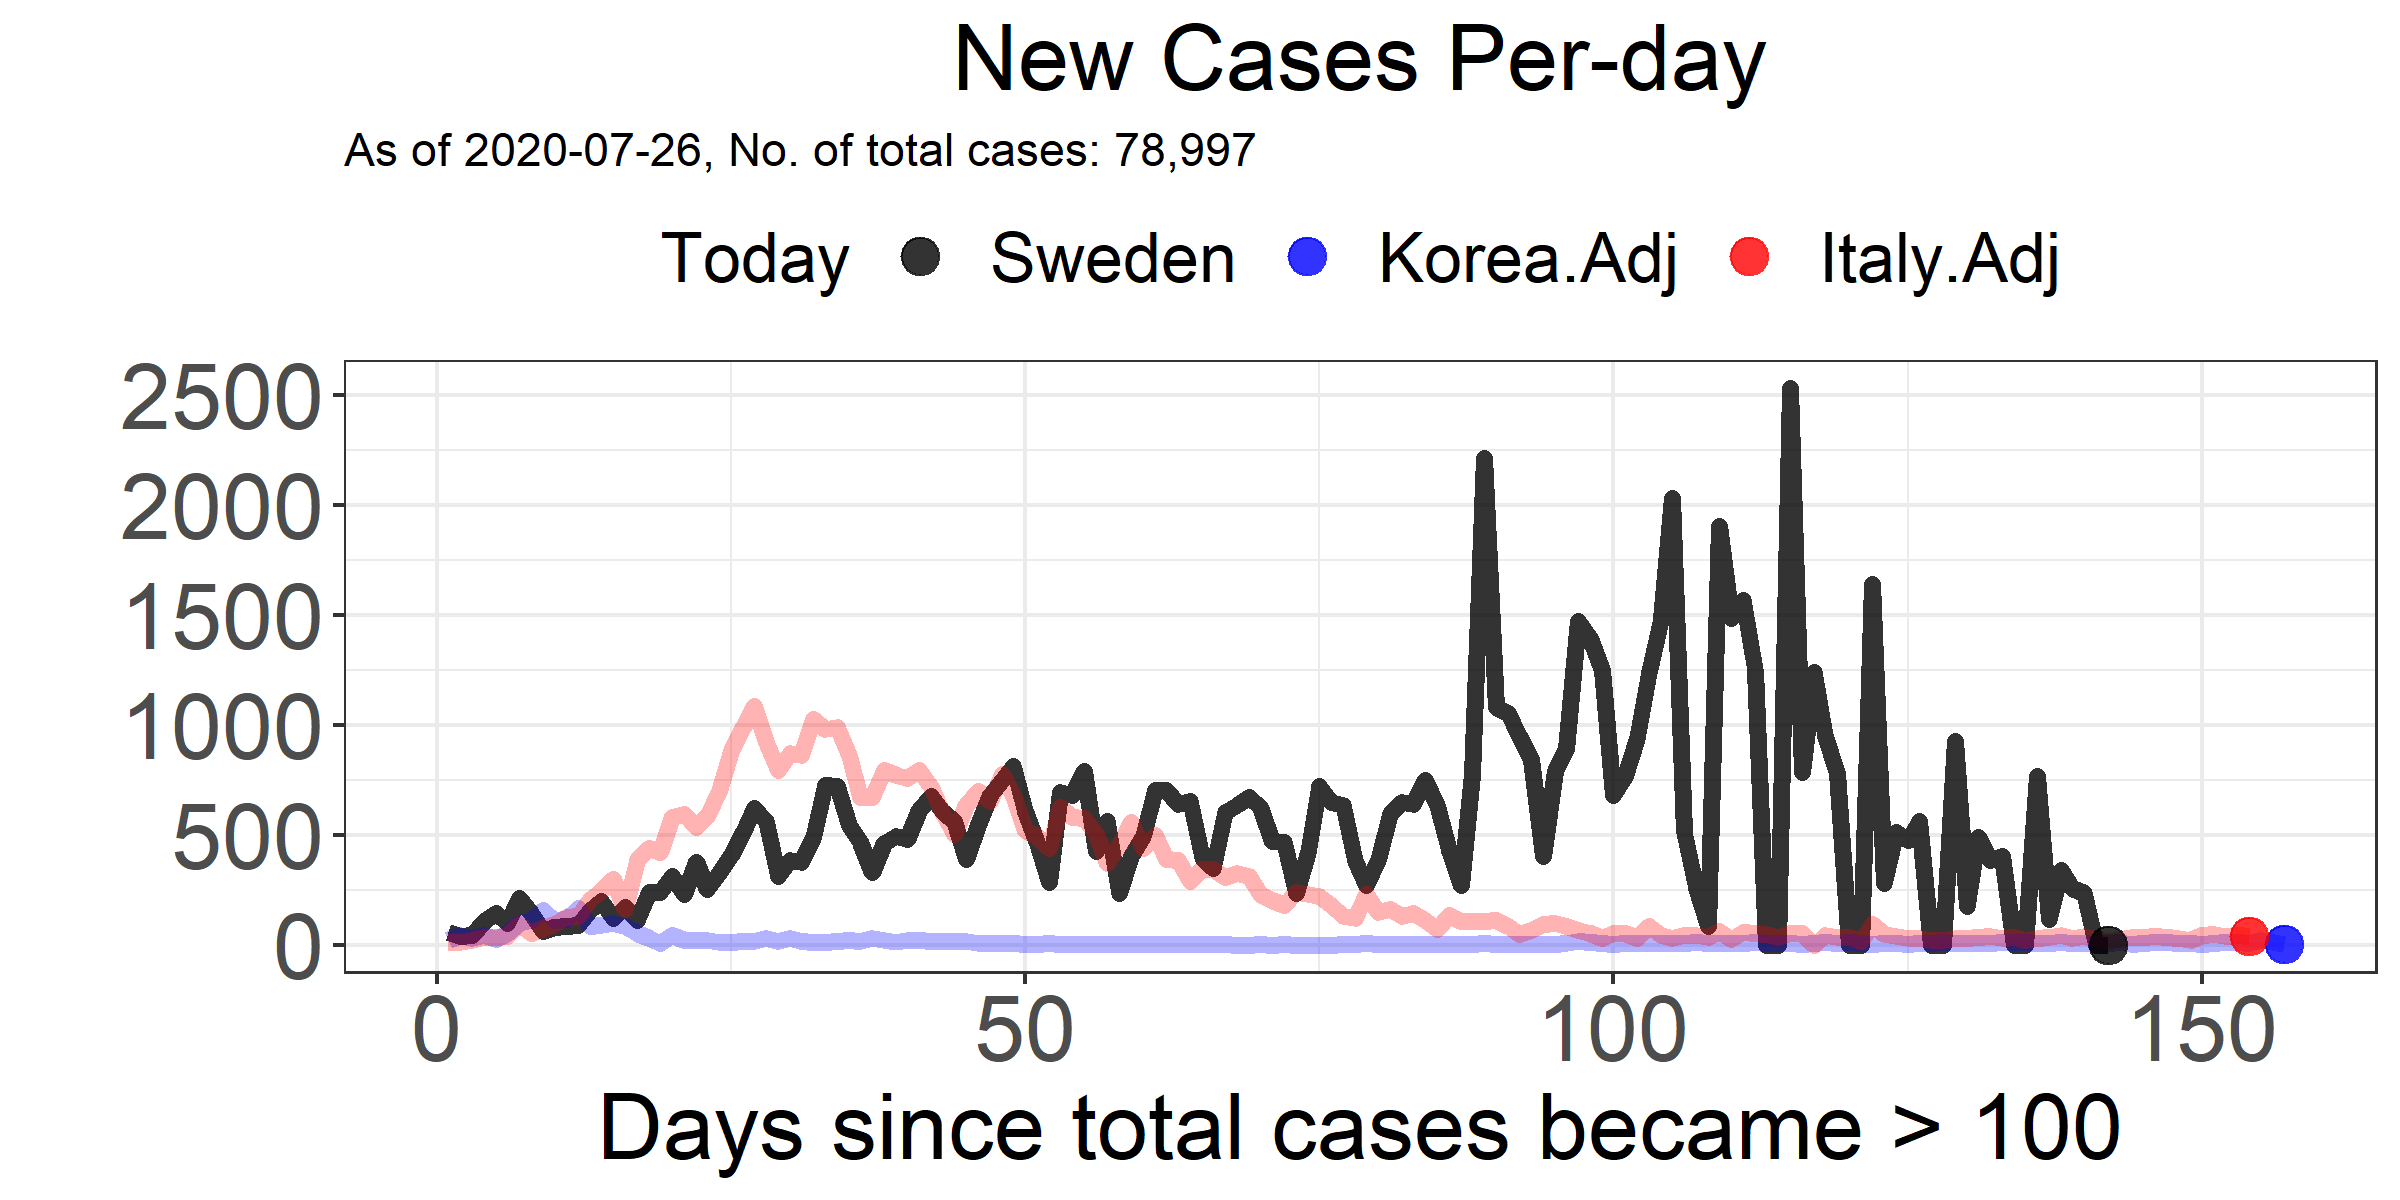 New Cases Per-day
As of 2020-07-26, No. of total cases: 78,997
Today Sweden Korea.Adj Italy.Adj
2500
2000
1500
1000
500
0
0 50 100 150
Days since total cases became > 100